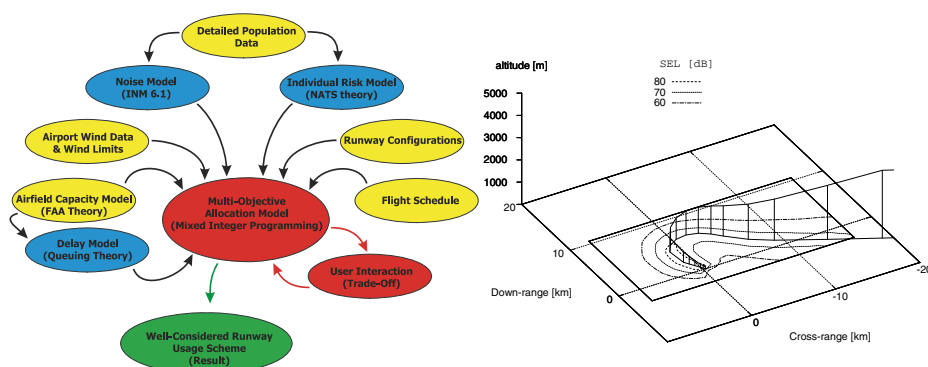 Detailed Population
Data
Noise Model
(INM 6.1)
Individual Risk Model
(NATS theory)
Airport Wind Data
& Wind Limits
Runway Configurations
Airfield Capacity Model
(FAA Theory)
Multi-Objective
Allocation Model
(Mixed Integer Programming)
Flight Schedule
Delay Model
(Queuing Theory)
User Interaction
(Trade-Off)
Well-Considered Runway
Usage Scheme
(Result)
altitude [m]
SEL [dB]
80
70
60
5000
4000
3000
2000
1000
20
10
0
Down-range [km]
0
-10
-20
Cross-range [km]